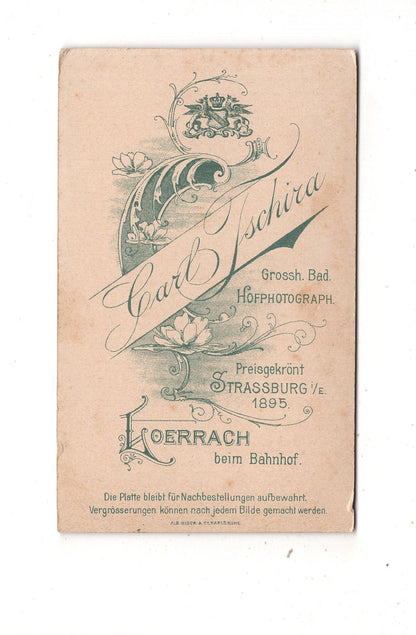 Carl Tschira
Grossh. Bad.
HOFPHOTOGRAPH.
Preisgekrönt
STRASSBURG i/E.
1895.
LOERRACH
beim Bahnhof.
Die Platte bleibt für Nachbestellungen aufbewahrt.
Vergrösserungen können nach jedem Bilde gemacht werden.